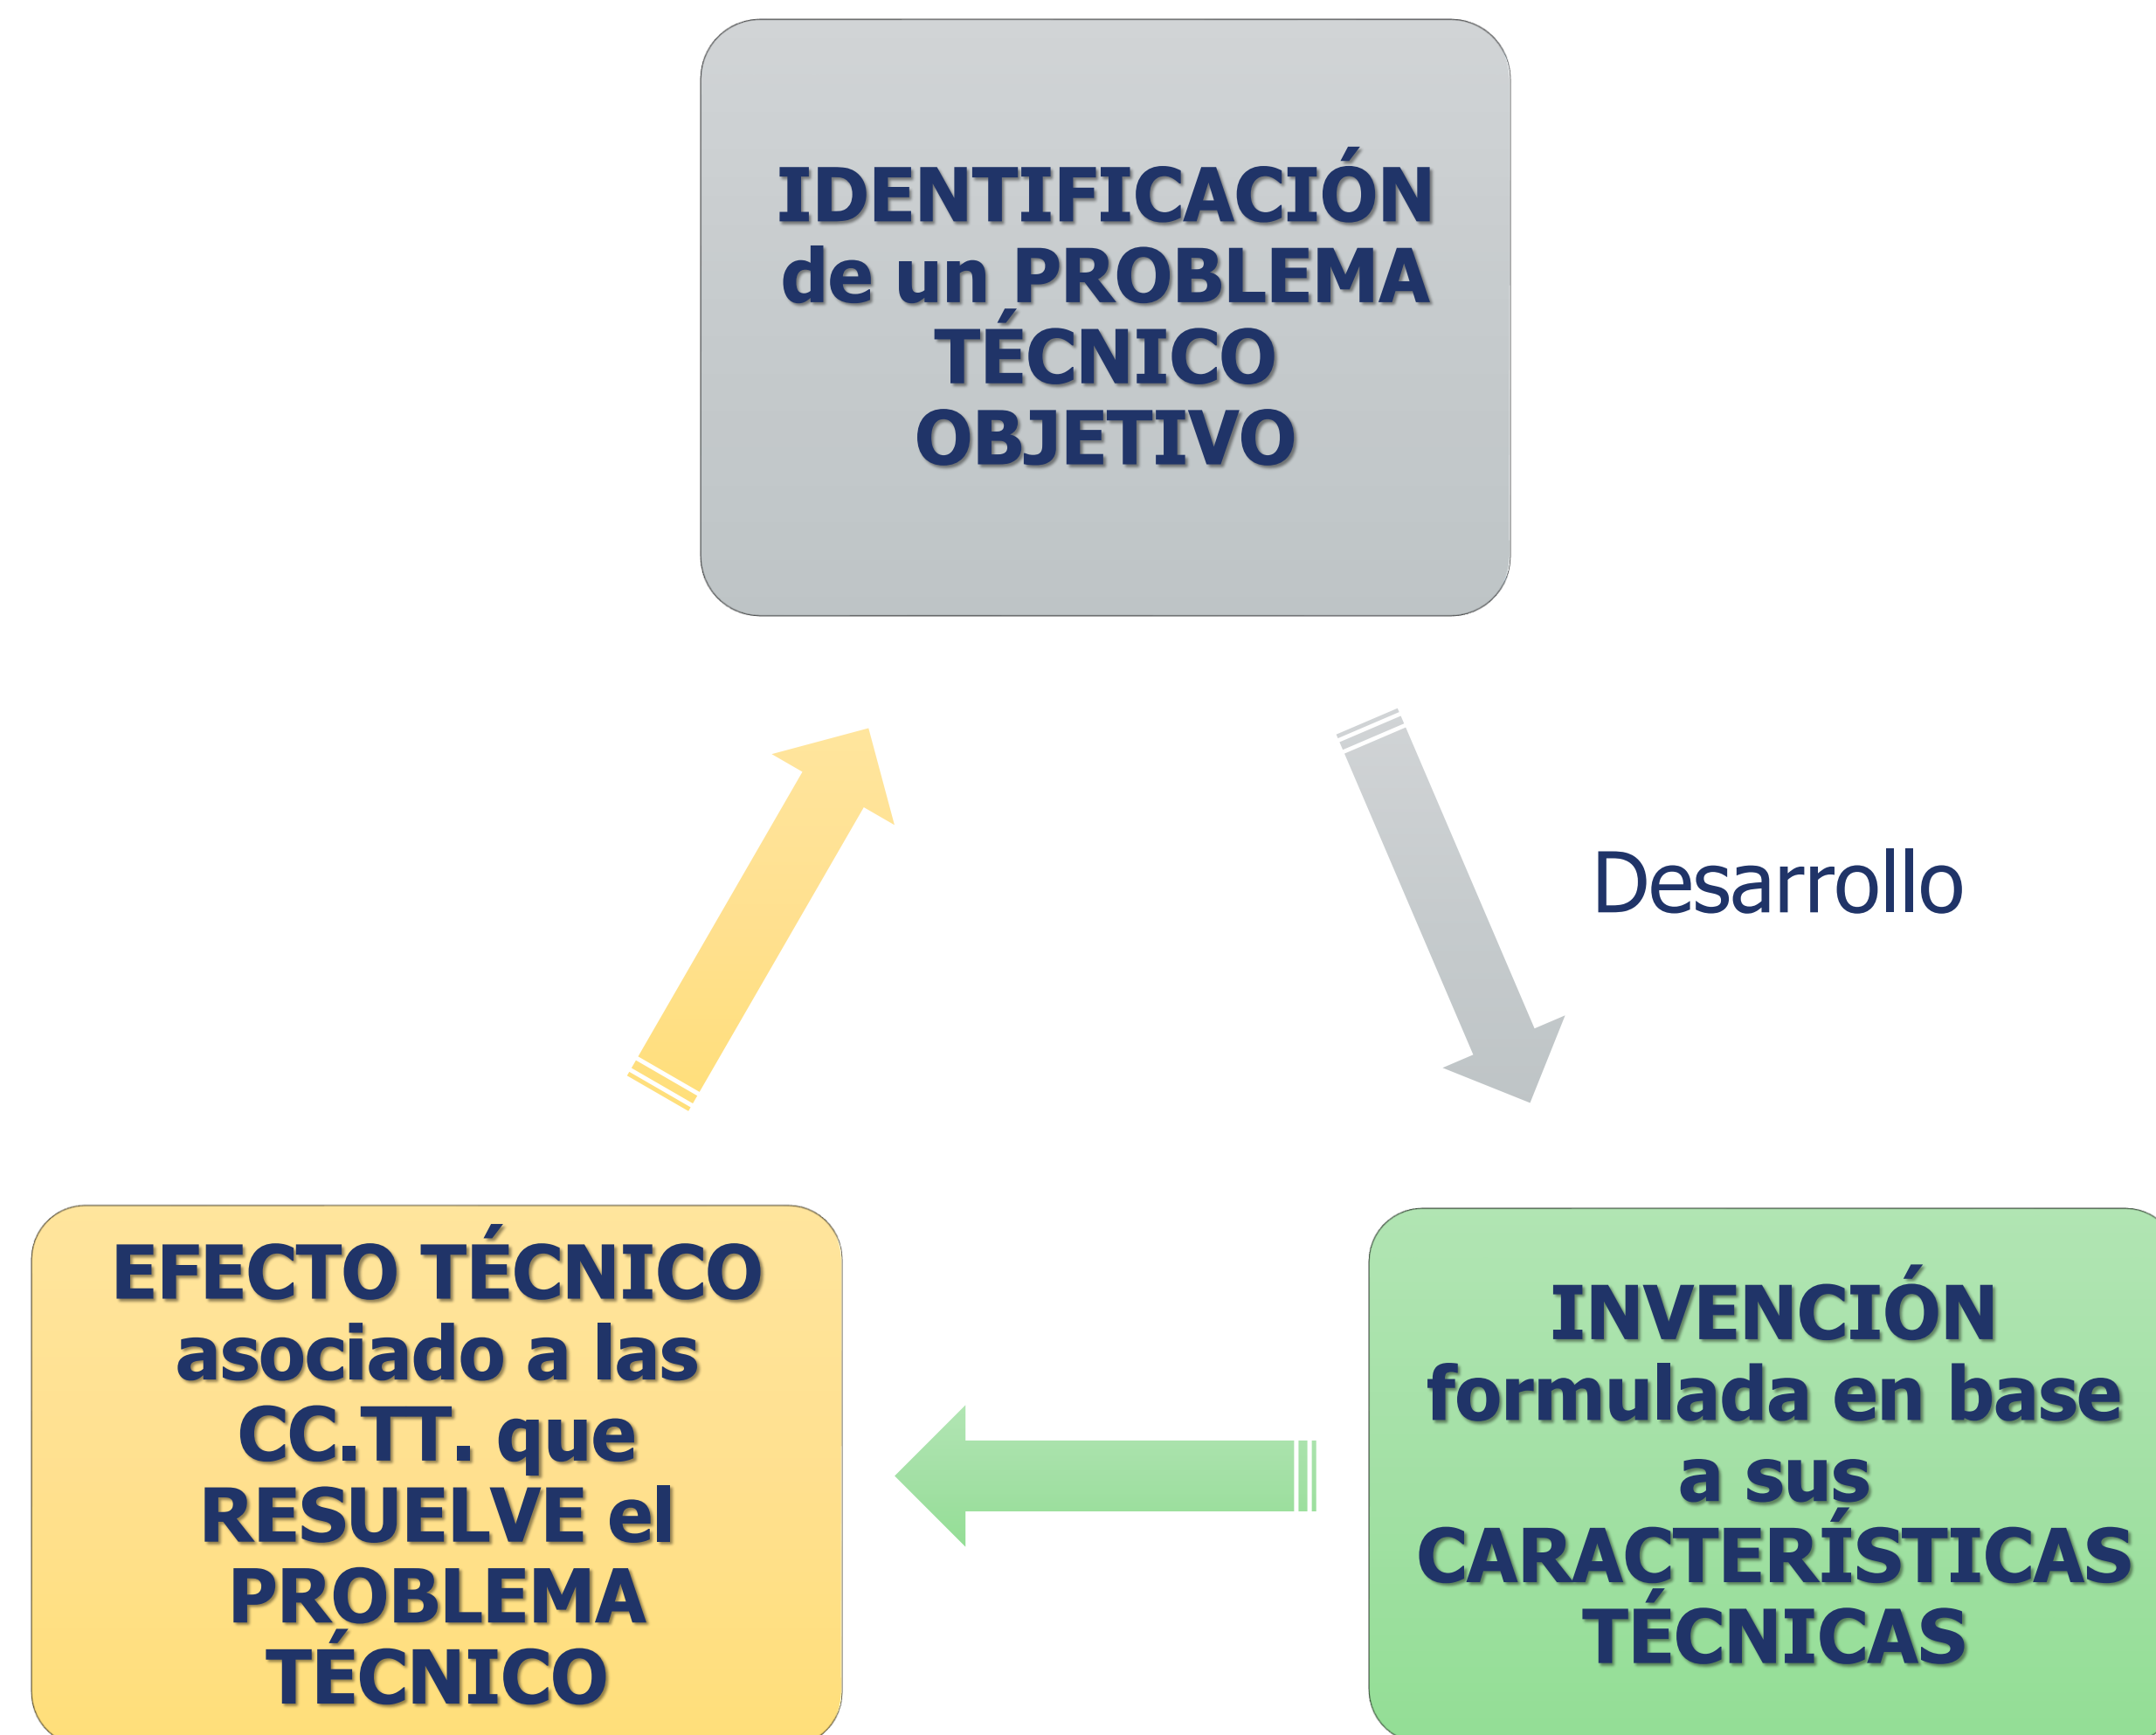 IDENTIFICACIÓN
de un PROBLEMA
TÉCNICO
OBJETIVO
Desarrollo
EFECTO TÉCNICO
asociado a las
CC.TT. que
RESUELVE el
PROBLEMA
TÉCNICO
INVENCIÓN
formulada en base
a sus
CARACTERÍSTICAS
TÉCNICAS